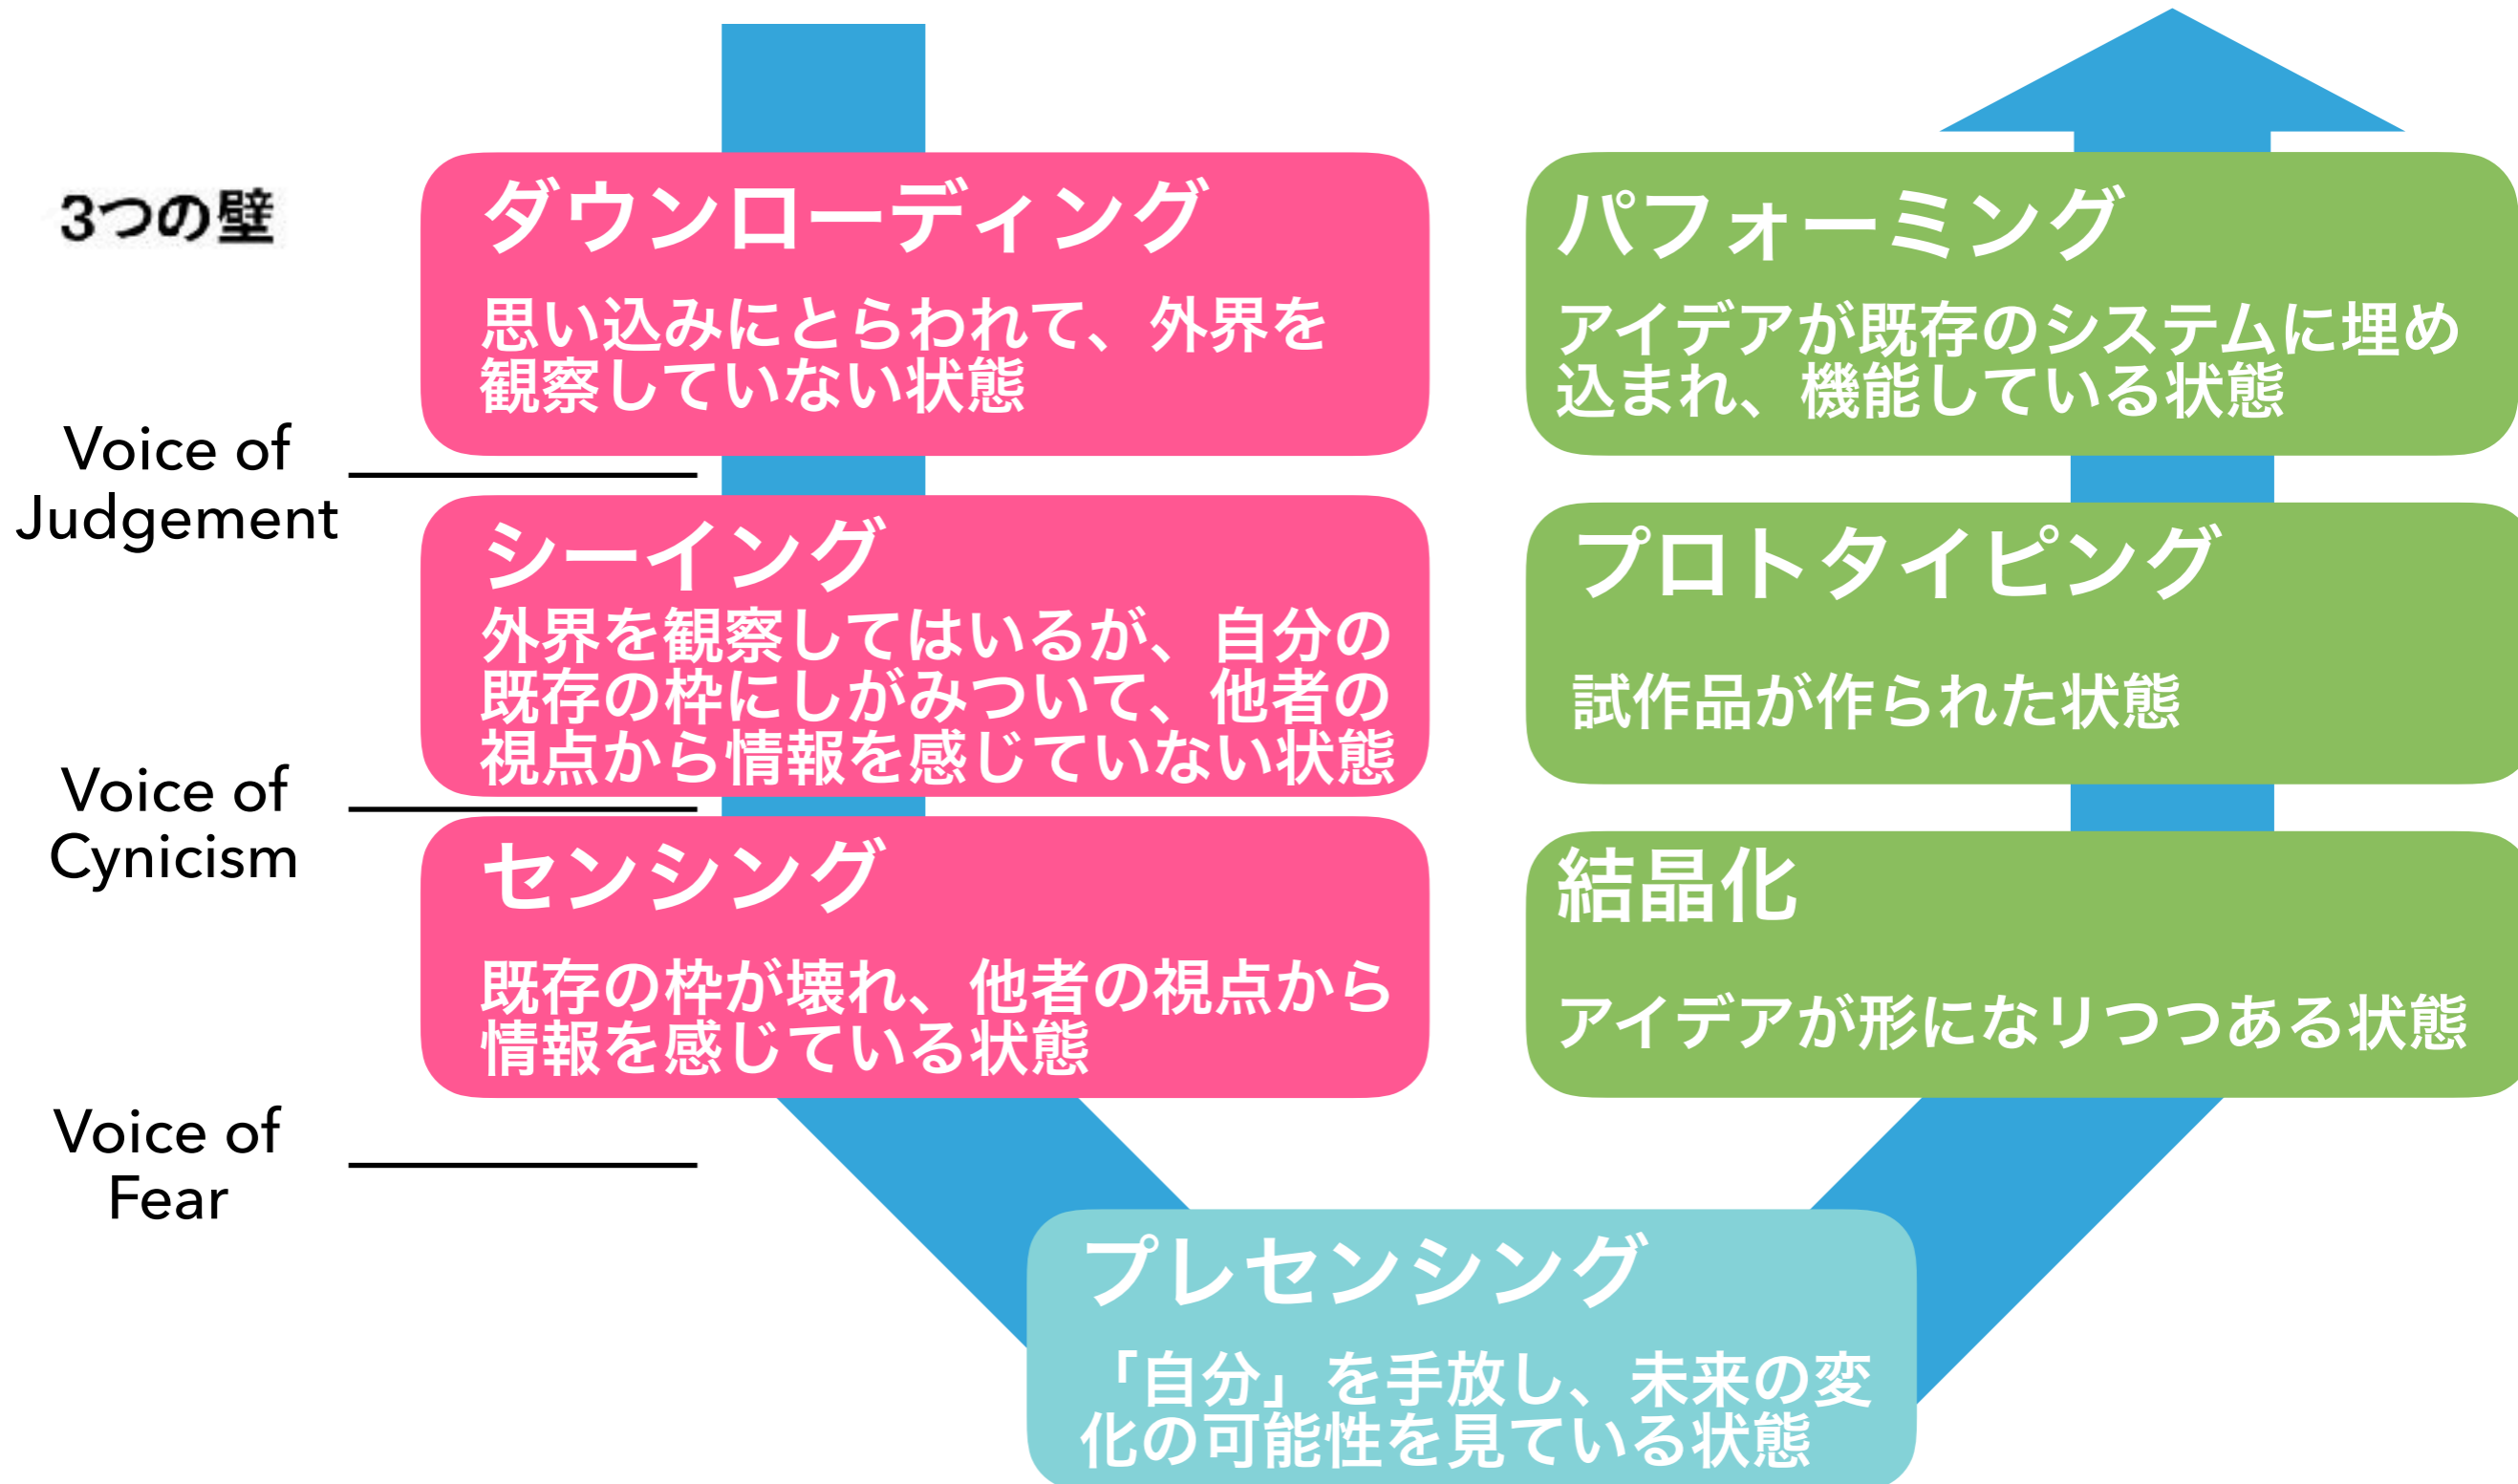 3つの壁
Voice of
Judgement
Voice of
Cynicism
Voice of
Fear
ダウンローディング
思い込みにとらわれて、外界を
観察していない状態
シーイング
外界を観察してはいるが、自分の
既存の枠にしがみついて、他者の
視点から情報を感じていない状態
センシング
既存の枠が壊れ、他者の視点から
情報を感じている状態
プレセンシング
「自分」を手放し、未来の変
化の可能性を見ている状態
結晶化
アイデアが形になりつつある状態
プロトタイピング
試作品が作られた状態
パフォーミング
アイデアが既存のシステムに埋め
込まれ、機能している状態